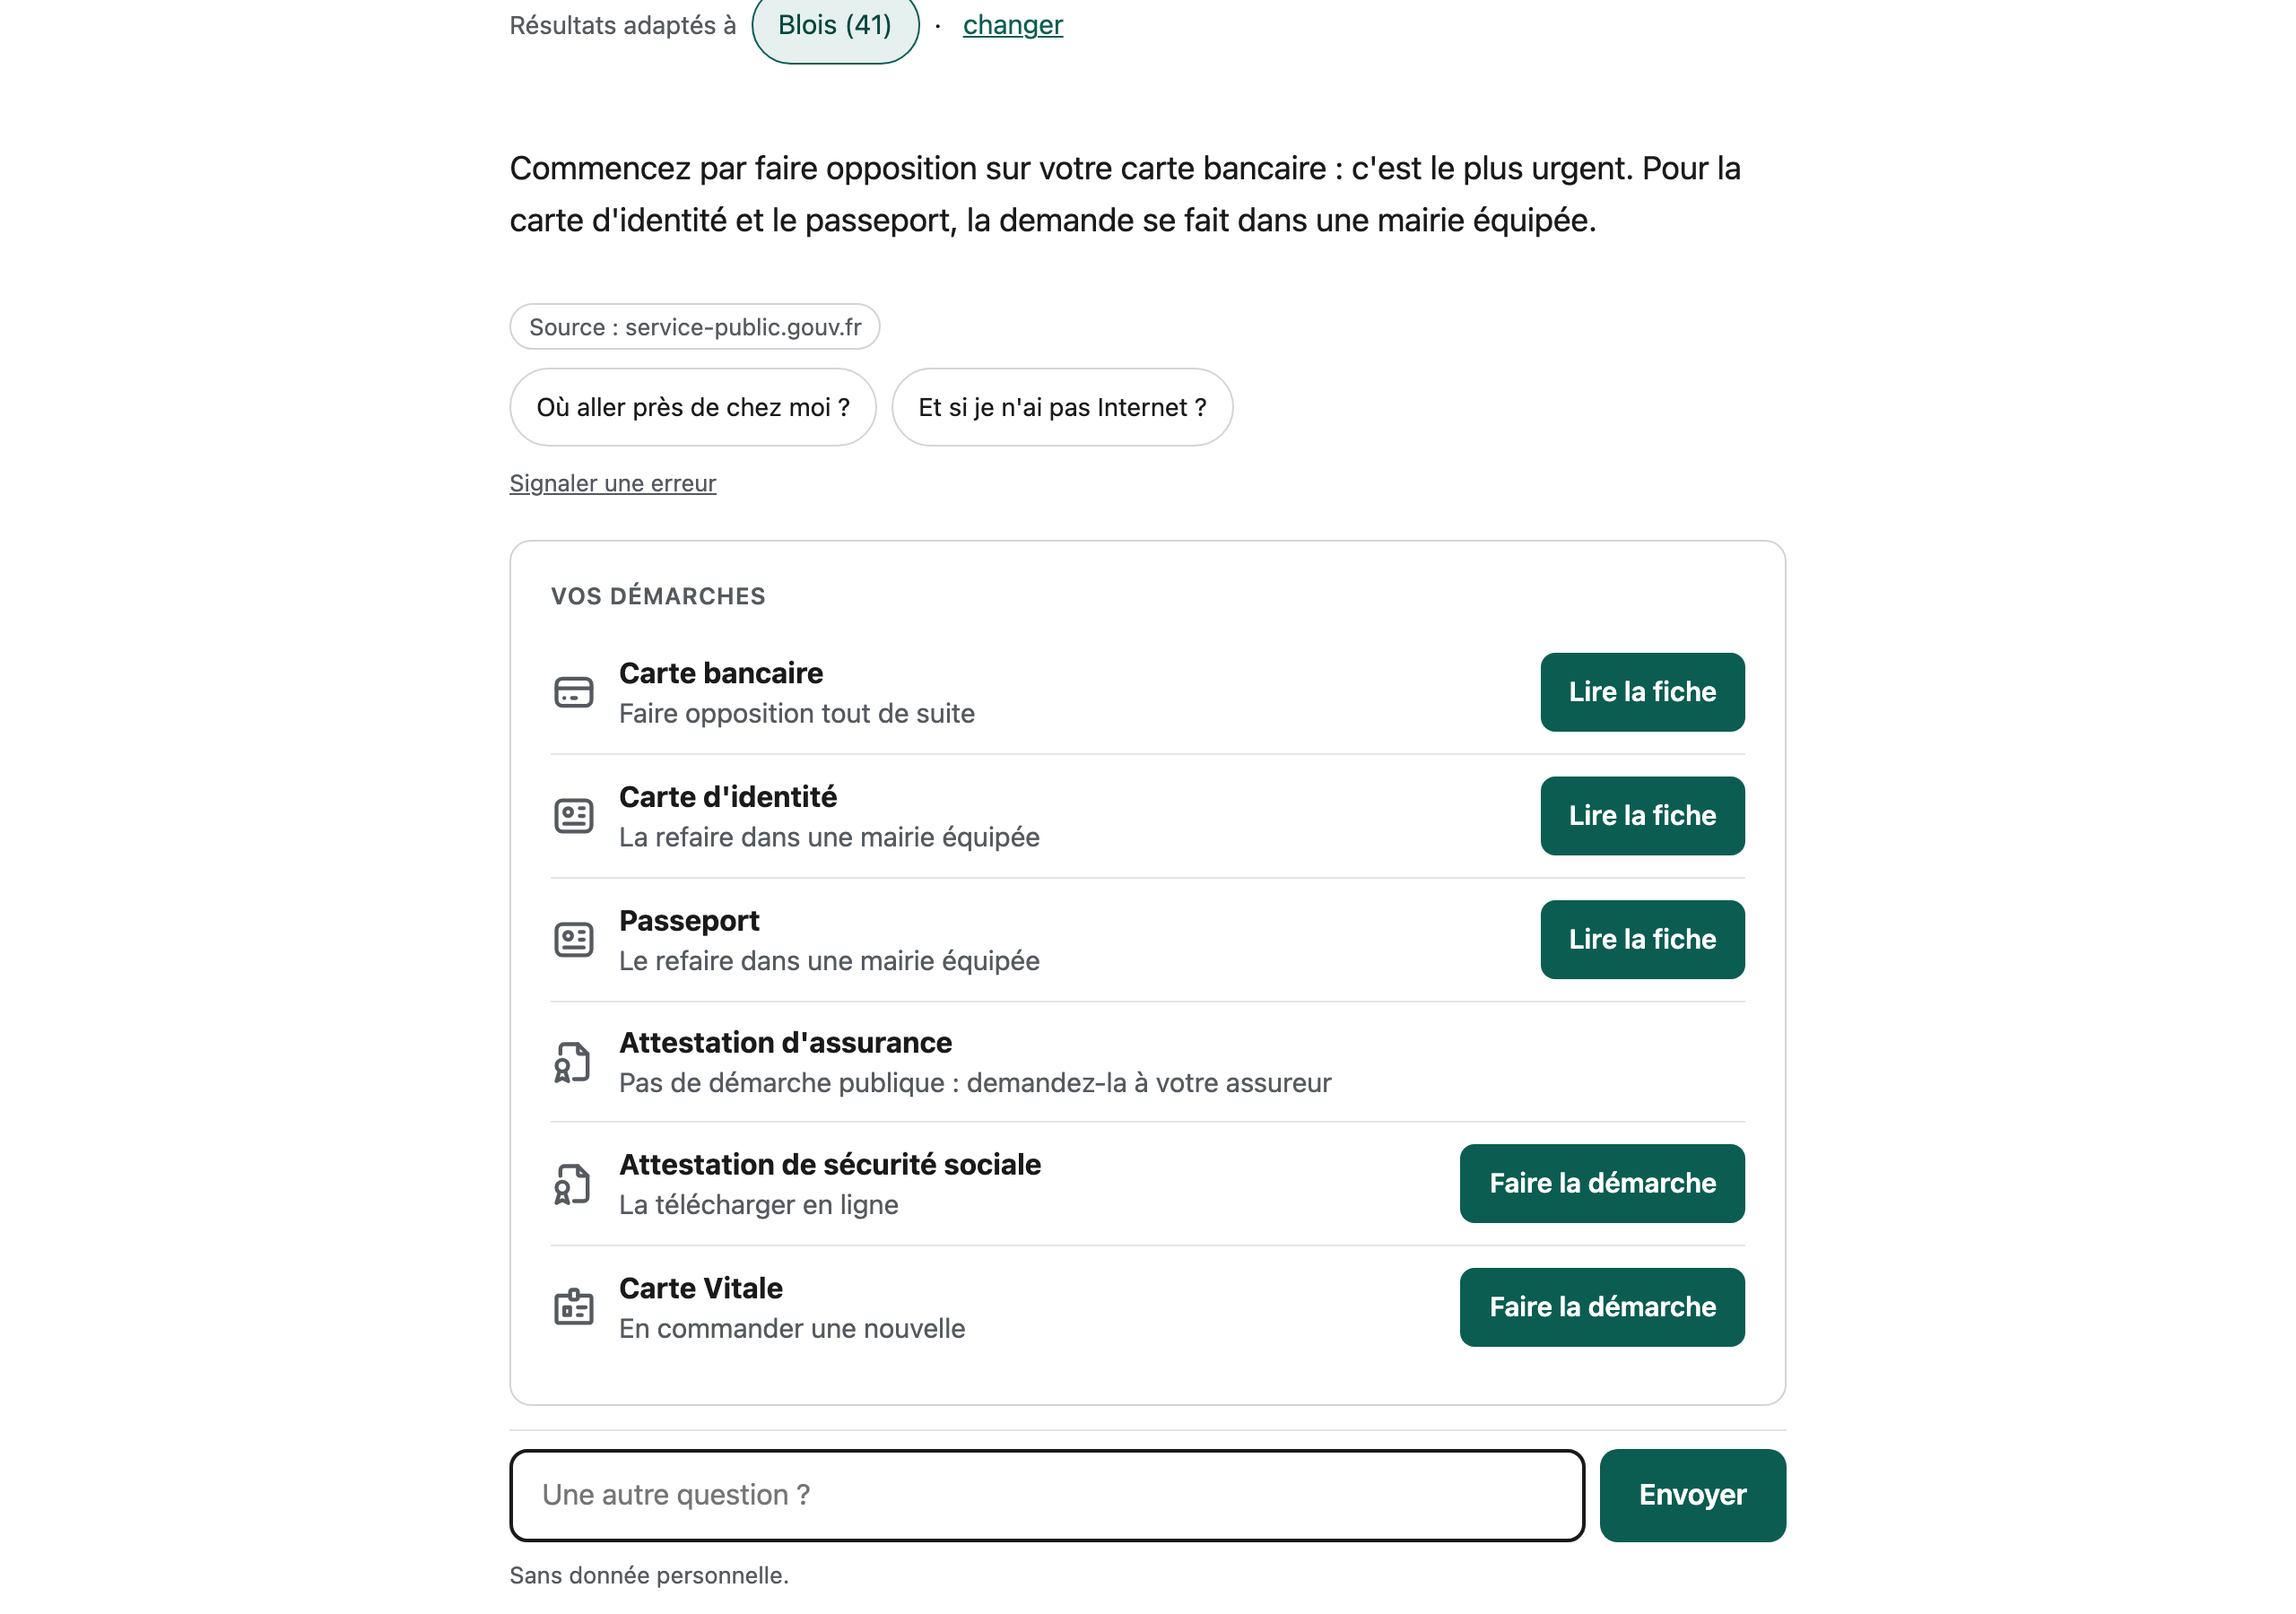 Résultats adaptés à Blois (41) · changer
Commencez par faire opposition sur votre carte bancaire : c'est le plus urgent. Pour la
carte d'identité et le passeport, la demande se fait dans une mairie équipée.
Source : service-public.gouv.fr
Où aller près de chez moi ? Et si je n'ai pas Internet ?
Signaler une erreur
VOS DÉMARCHES
Carte bancaire
Faire opposition tout de suite
Lire la fiche
Carte d'identité
La refaire dans une mairie équipée
Lire la fiche
Passeport
Le refaire dans une mairie équipée
Lire la fiche
Attestation d'assurance
Pas de démarche publique : demandez-la à votre assureur
Attestation de sécurité sociale
La télécharger en ligne
Faire la démarche
Carte Vitale
En commander une nouvelle
Faire la démarche
Une autre question ?
Envoyer
Sans donnée personnelle.